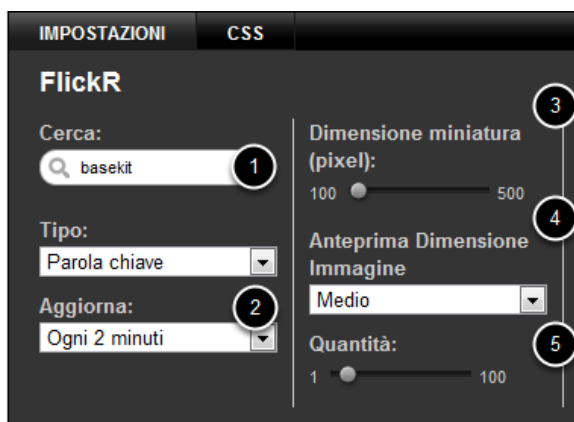 IMPOSTAZIONI CSS
FlickR
Cerca:
basekit
1
Tipo:
Parola chiave
Aggiorna:
2
Ogni 2 minuti
3
Dimensione miniatura
(pixel):
100 500
4
Anteprima Dimensione
Immagine
Medio
Quantità:
5
1 100